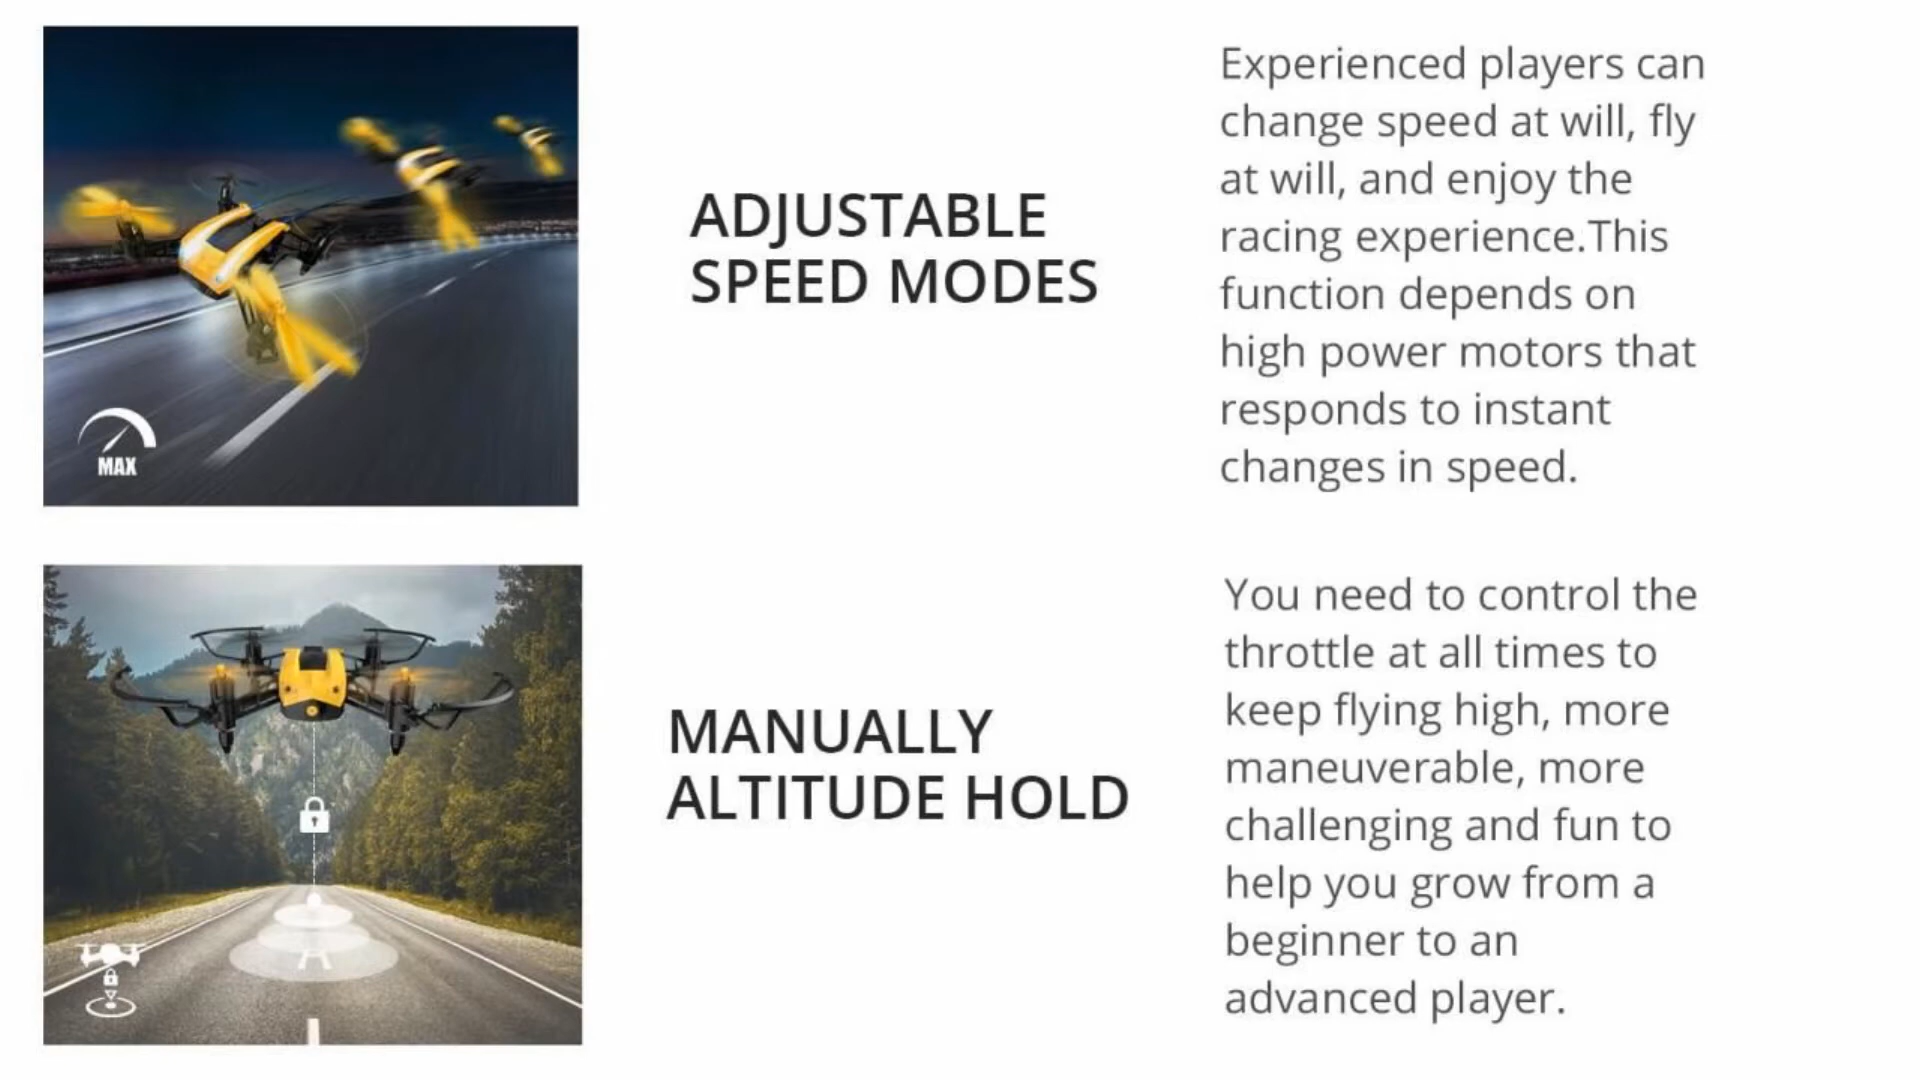 MAX
ADJUSTABLE
SPEED MODES
Experienced players can
change speed at will, fly
at will, and enjoy the
racing experience.This
function depends on
high power motors that
responds to instant
changes in speed.
MANUALLY
ALTITUDE HOLD
You need to control the
throttle at all times to
keep flying high, more
maneuverable, more
challenging and fun to
help you grow from a
beginner to an
advanced player.